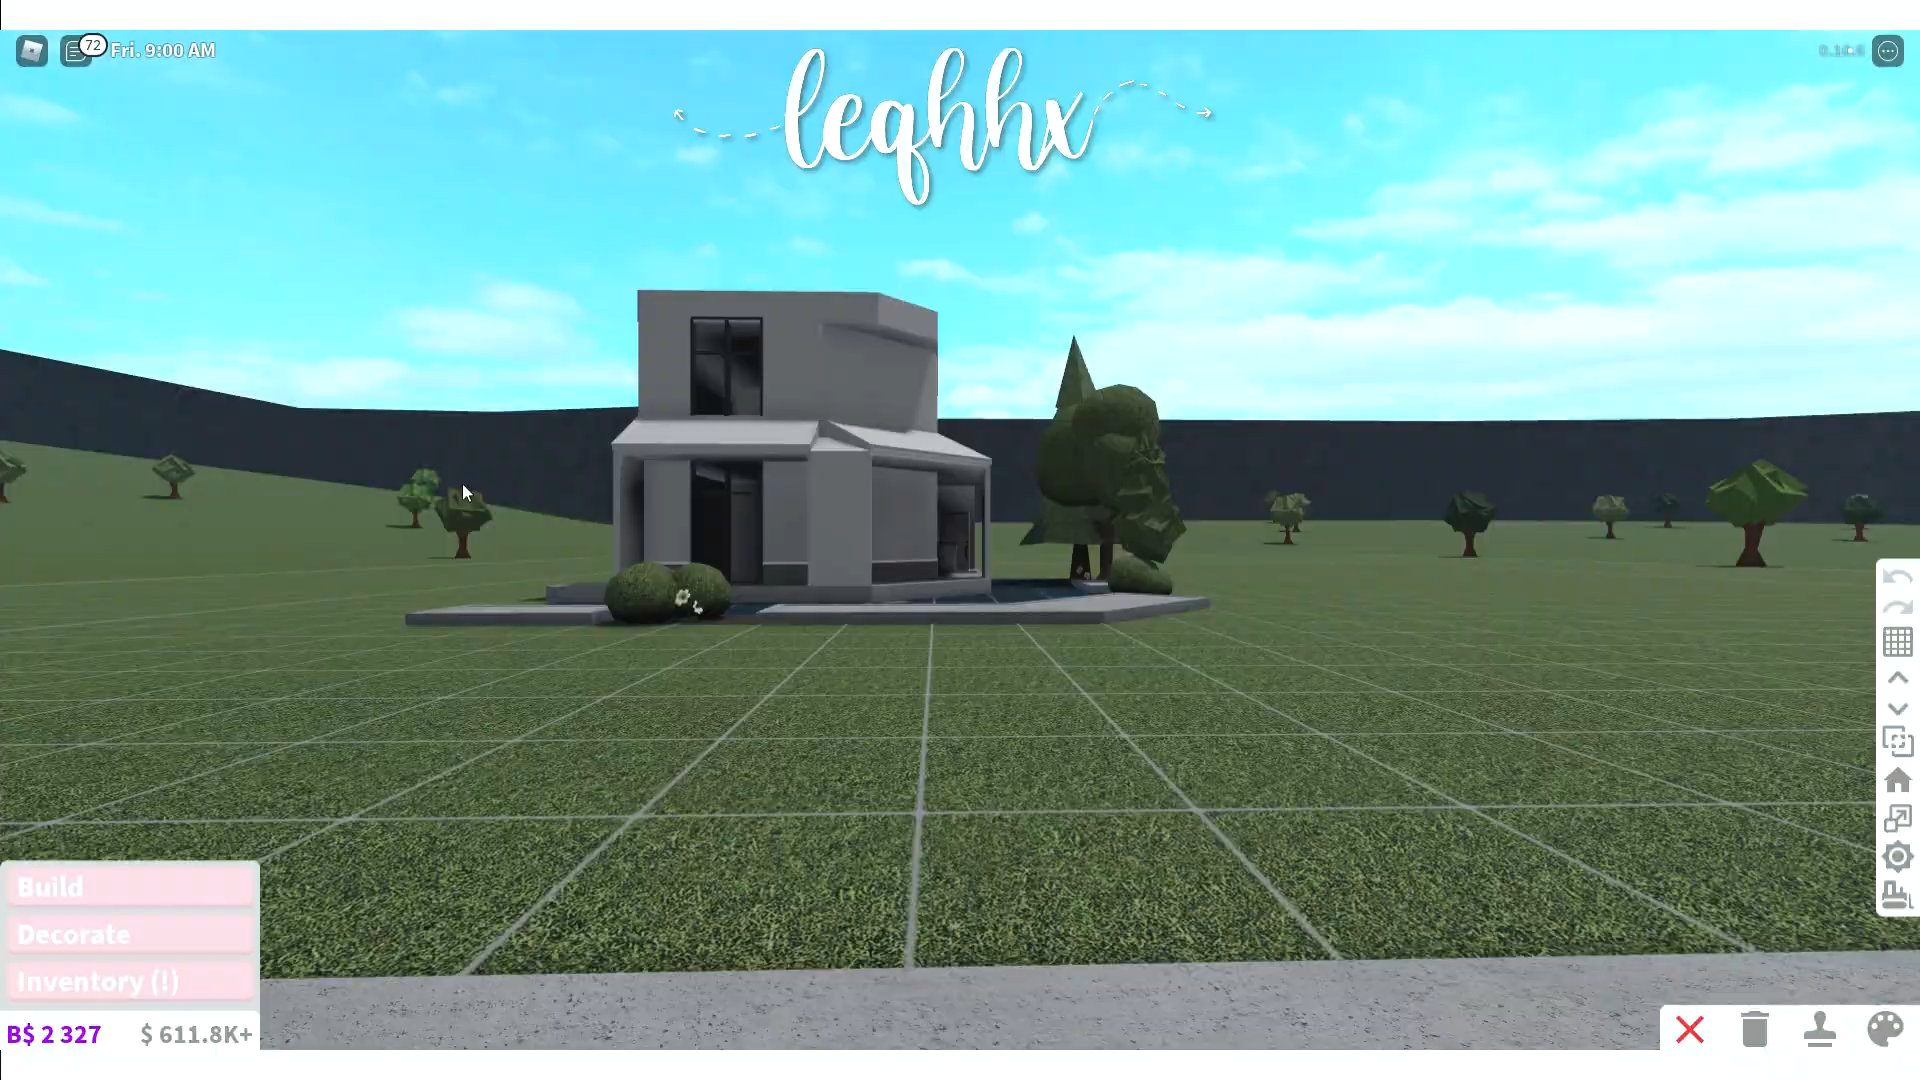 72
Fri. 9:00 AM
leqhhx
Build
Decorate
Inventory (!)
B$ 2 327
$ 611.8K+